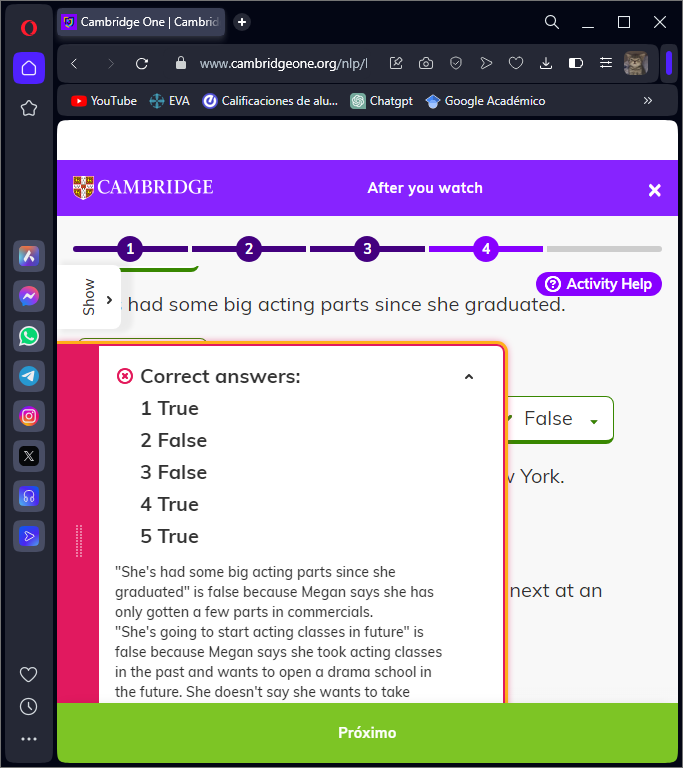 Cambridge One | Cambrid
www.cambridgeone.org/nlp/l
YouTube
EVA
Calificaciones de alu...
Chatgpt
Google Académico
CAMBRIDGE
After you watch
1
2
3
4
Show
Activity Help
had some big acting parts since she graduated.
Correct answers:
1 True
2 False
3 False
4 True
5 True
False
w York.
next at an
"She's had some big acting parts since she
graduated" is false because Megan says she has
only gotten a few parts in commercials.
"She's going to start acting classes in future" is
false because Megan says she took acting classes
in the past and wants to open a drama school in
the future. She doesn't say she wants to take
Próximo